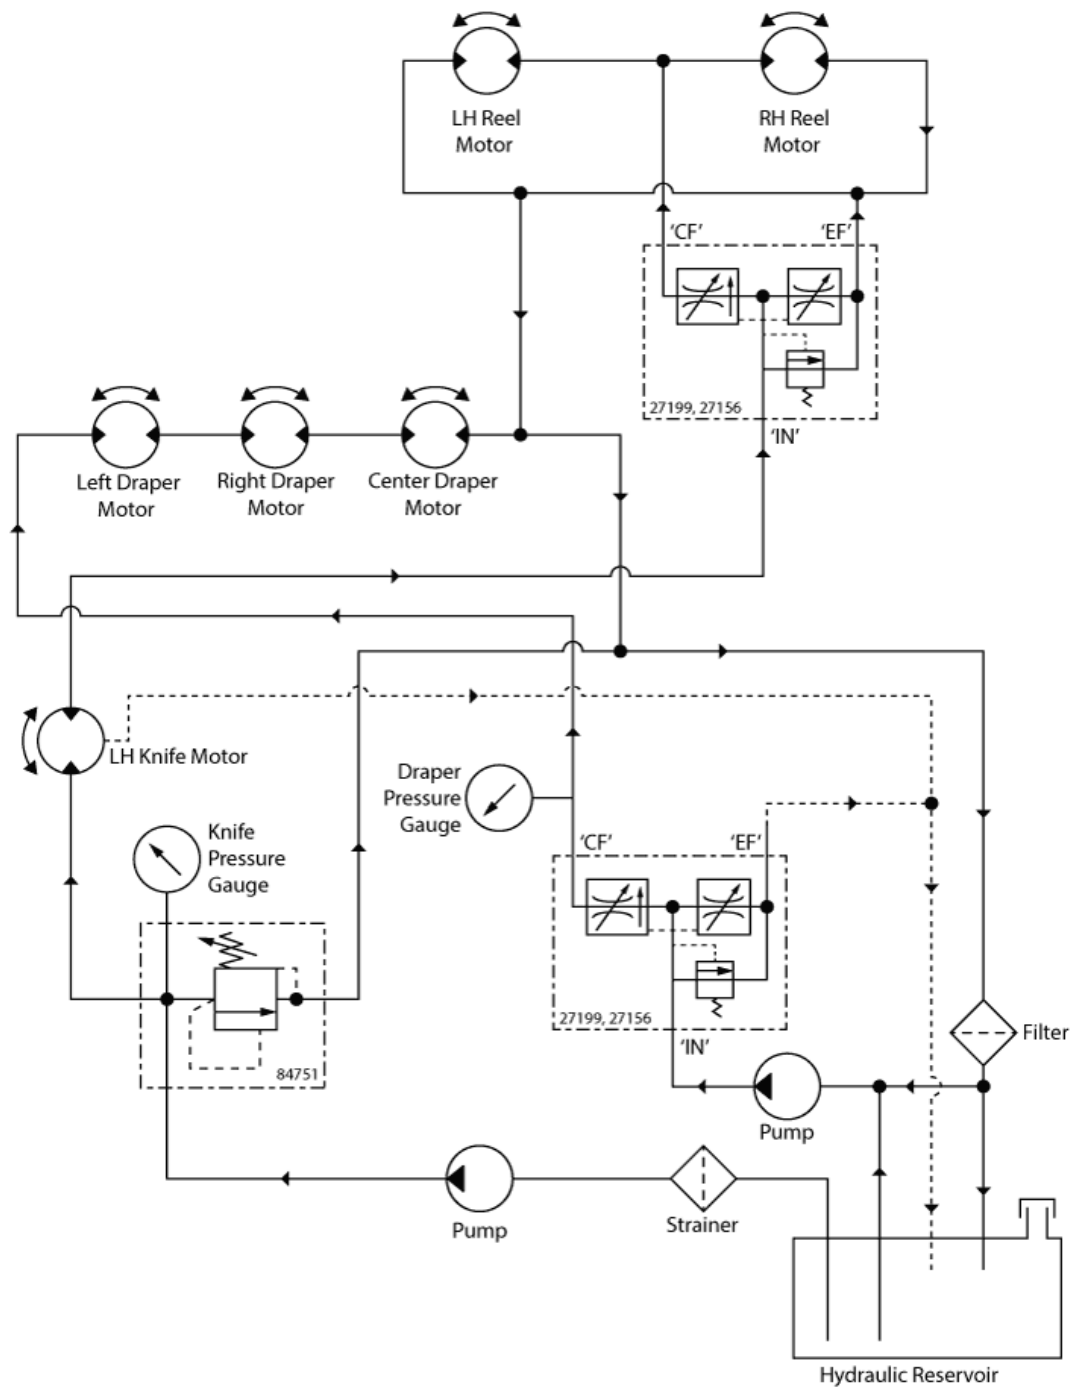 LH Reel
Motor
RH Reel
Motor
'CF'
'EF'
27199, 27156
'IN'
Left Draper
Motor
Right Draper
Motor
Center Draper
Motor
LH Knife Motor
Draper
Pressure
Gauge
Knife
Pressure
Gauge
'CF'
'EF'
27199, 27156
'IN'
84751
Filter
Pump
Pump
Strainer
Hydraulic Reservoir